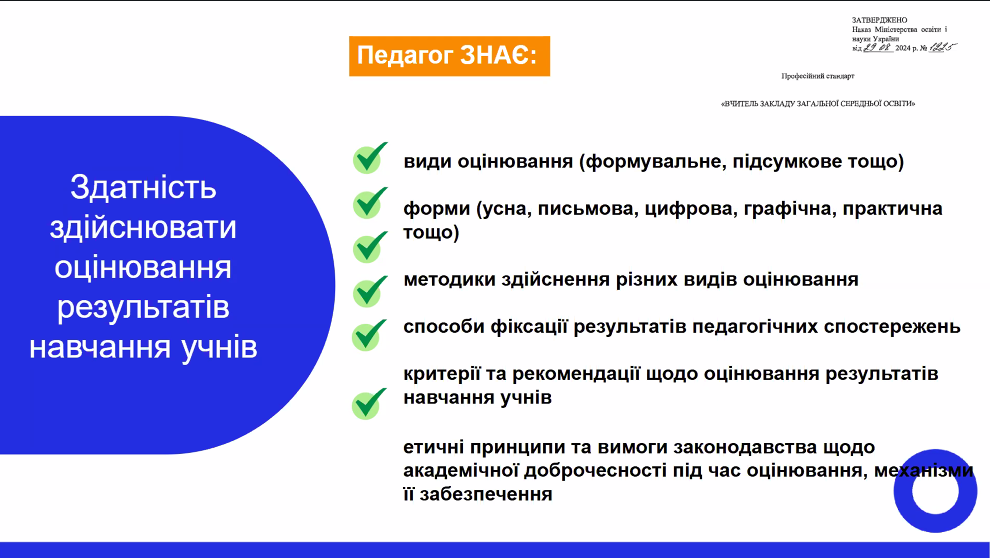 Педагог ЗНАЄ:
ЗАТВЕРДЖЕНО
Наказ Міністерства освіти і
науки України
від 29 08 2024 р. № 1225
Професійний стандарт
«ВЧИТЕЛЬ ЗАКЛАДУ ЗАГАЛЬНОЇ СЕРЕДНЬОЇ ОСВІТИ»
Здатність
здійснювати
оцінювання
результатів
навчання учнів
види оцінювання (формувальне, підсумкове тощо)
форми (усна, письмова, цифрова, графічна, практична
тощо)
методики здійснення різних видів оцінювання
способи фіксації результатів педагогічних спостережень
критерії та рекомендації щодо оцінювання результатів
навчання учнів
етичні принципи та вимоги законодавства щодо
академічної доброчесності під час оцінювання, механізми
її забезпечення